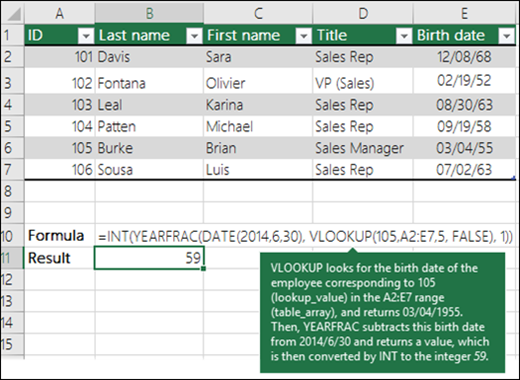 A B C D E
1 ID Last name First name Title Birth date
2 101 Davis Sara Sales Rep 12/08/68
3 102 Fontana Olivier VP (Sales) 02/19/52
4 103 Leal Karina Sales Rep 08/30/63
5 104 Patten Michael Sales Rep 09/19/58
6 105 Burke Brian Sales Manager 03/04/55
7 106 Sousa Luis Sales Rep 07/02/63
8
9
10 Formula =INT(YEARFRAC(DATE(2014,6,30), VLOOKUP(105,A2:E7,5, FALSE), 1))
11 Result 59
12
13
14
15
VLOOKUP looks for the birth date of the
employee corresponding to 105
(lookup_value) in the A2:E7 range
(table_array), and returns 03/04/1955.
Then, YEARFRAC subtracts this birth date
from 2014/6/30 and returns a value, which
is then converted by INT to the integer 59.